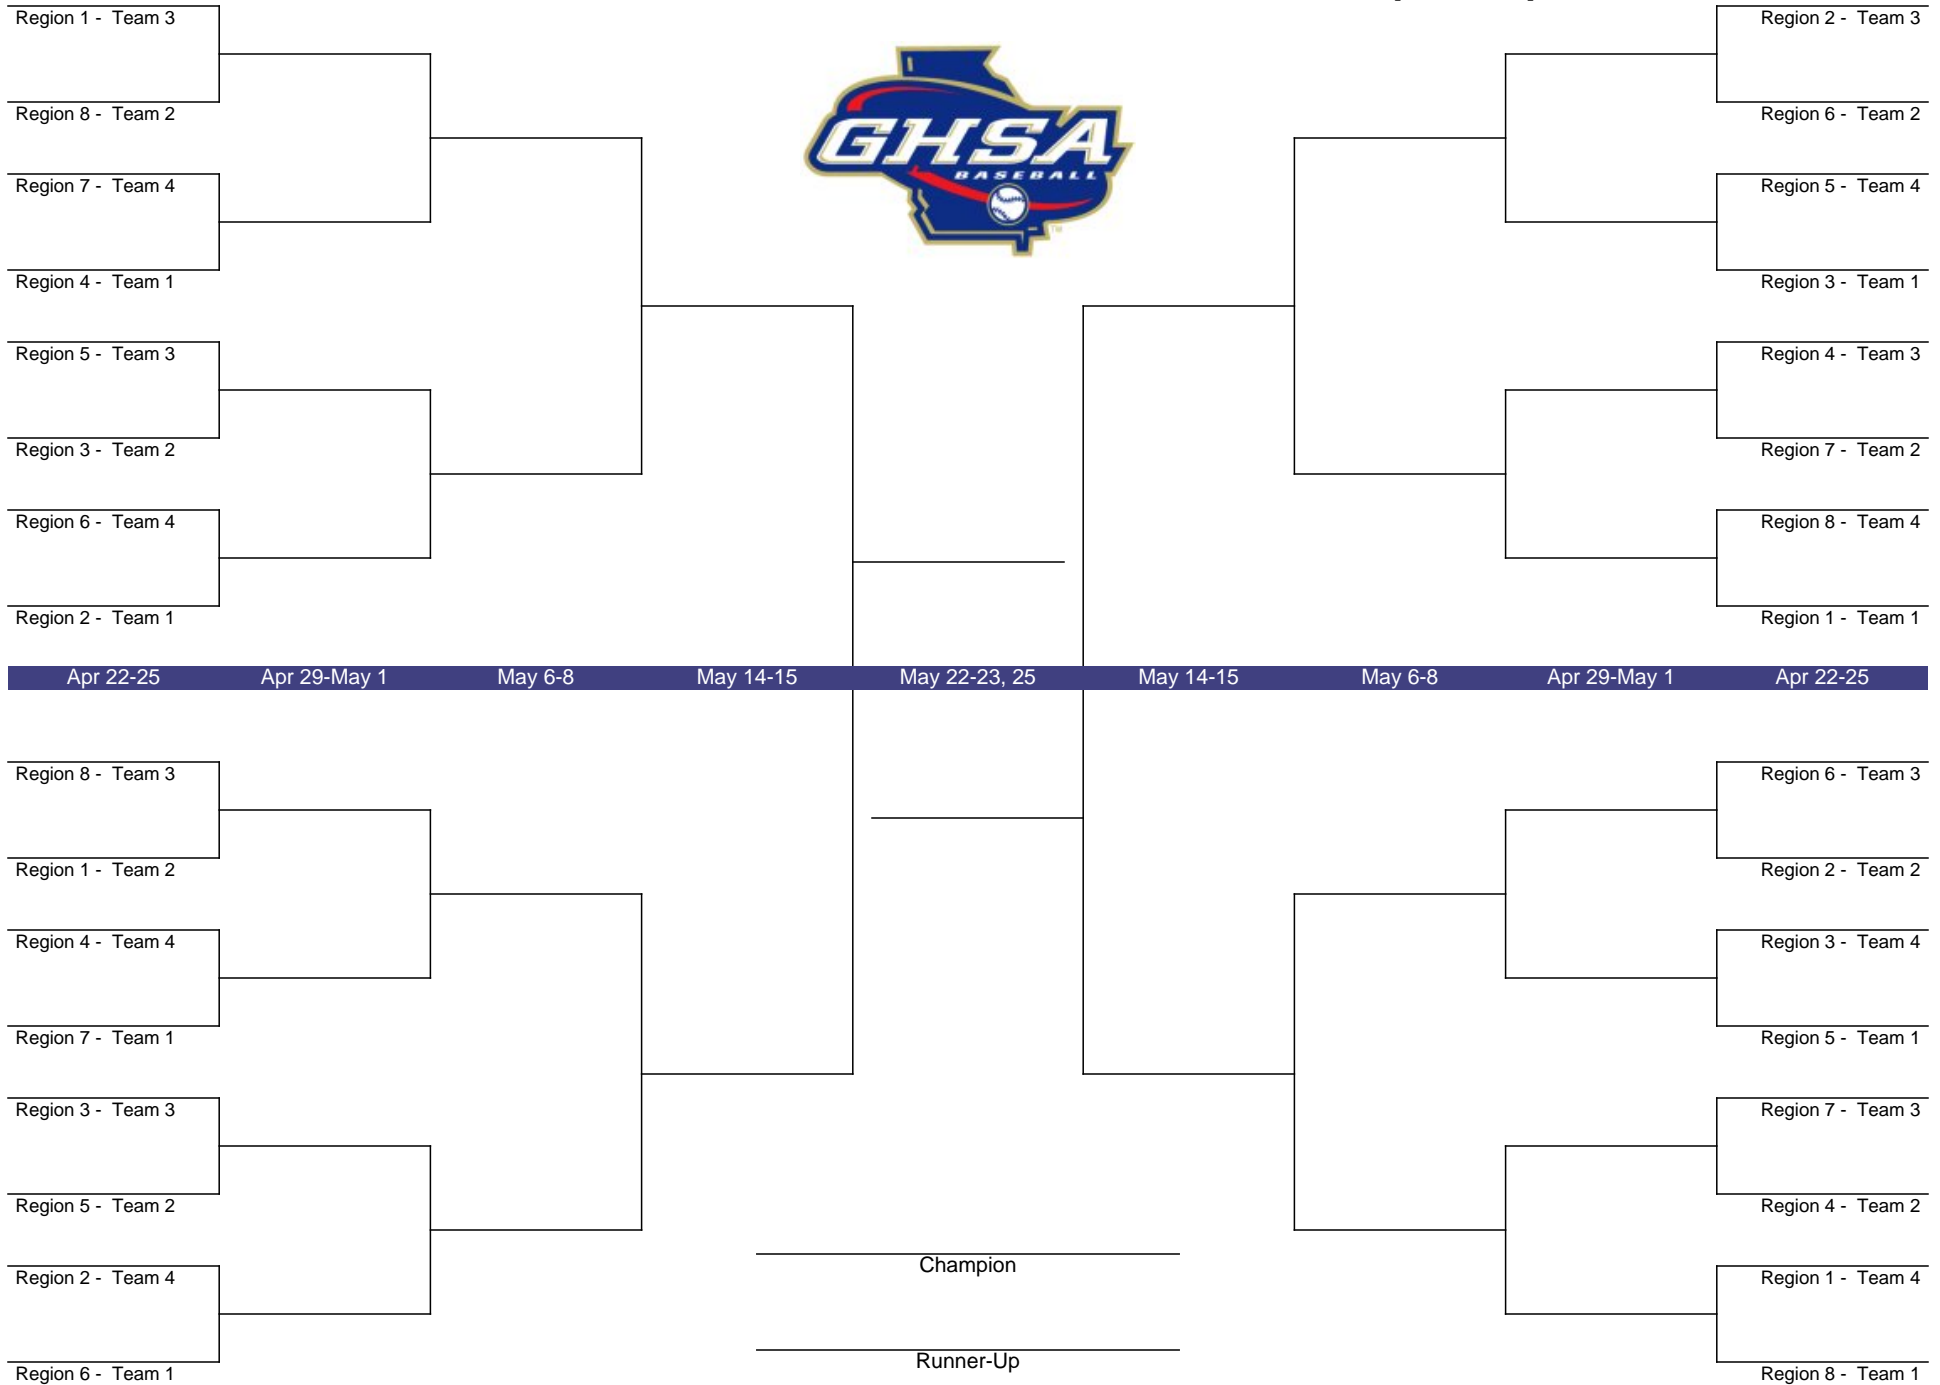 Region 1 - Team 3
Region 8 - Team 2
Region 7 - Team 4
Region 4 - Team 1
Region 5 - Team 3
Region 3 - Team 2
Region 6 - Team 4
Region 2 - Team 1
GHSA
BASEBALL
TM
Region 2 - Team 3
Region 6 - Team 2
Region 5 - Team 4
Region 3 - Team 1
Region 4 - Team 3
Region 7 - Team 2
Region 8 - Team 4
Region 1 - Team 1
Apr 22-25 Apr 29-May 1 May 6-8 May 14-15 May 22-23, 25 May 14-15 May 6-8 Apr 29-May 1 Apr 22-25
Region 8 - Team 3
Region 1 - Team 2
Region 4 - Team 4
Region 7 - Team 1
Region 3 - Team 3
Region 5 - Team 2
Region 2 - Team 4
Region 6 - Team 1
Champion
Runner-Up
Region 6 - Team 3
Region 2 - Team 2
Region 3 - Team 4
Region 5 - Team 1
Region 7 - Team 3
Region 4 - Team 2
Region 1 - Team 4
Region 8 - Team 1